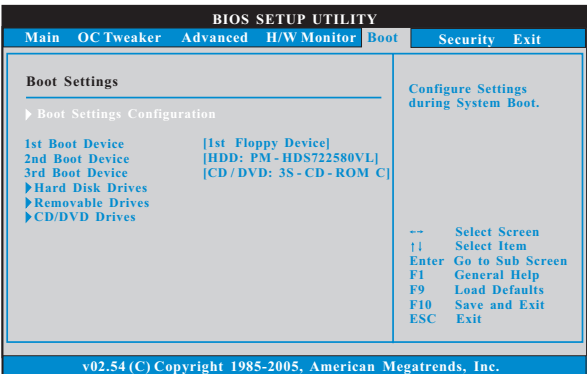 BIOS SETUP UTILITY
Main OC Tweaker Advanced H/W Monitor Boot Security Exit
Boot Settings
Boot Settings Configuration
1st Boot Device [1st Floppy Device]
2nd Boot Device [HDD: PM-HDS722580VL]
3rd Boot Device [CD/DVD: 3S-CD-ROM C]
Hard Disk Drives
Removable Drives
CD/DVD Drives
Configure Settings
during System Boot.
←→ Select Screen
↑↓ Select Item
Enter Go to Sub Screen
F1 General Help
F9 Load Defaults
F10 Save and Exit
ESC Exit
v02.54 (C) Copyright 1985-2005, American Megatrends, Inc.